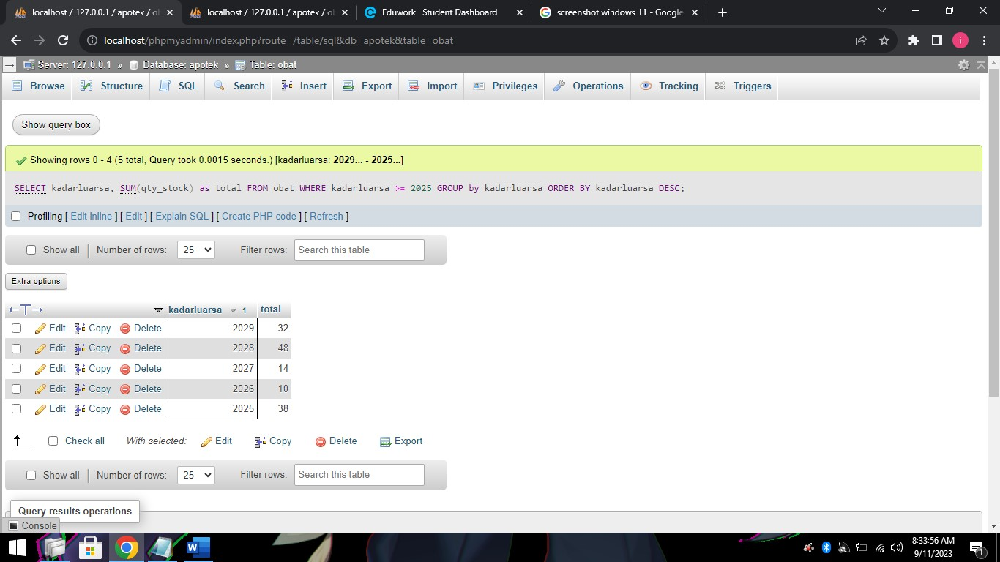 localhost / 127.0.0.1 / apotek / ob
localhost / 127.0.0.1 / apotek / ob
Eduwork | Student Dashboard
screenshot windows 11 - Google
localhost/phpmyadmin/index.php?route=/table/sql&db=apotek&table=obat
i
Server: 127.0.0.1 » Database: apotek » Table: obat
Browse Structure SQL Search Insert Export Import Privileges Operations Tracking Triggers
Show query box
Showing rows 0 - 4 (5 total, Query took 0.0015 seconds.) [kadarluarsa: 2029... - 2025...]
SELECT kadarluarsa, SUM(qty_stock) as total FROM obat WHERE kadarluarsa >= 2025 GROUP by kadarluarsa ORDER BY kadarluarsa DESC;
Profiling [ Edit inline ] [ Edit ] [ Explain SQL ] [ Create PHP code ] [ Refresh ]
Show all | Number of rows: 25 Filter rows: Search this table
Extra options
kadarluarsa 1 total
Edit Copy Delete 2029 32
Edit Copy Delete 2028 48
Edit Copy Delete 2027 14
Edit Copy Delete 2026 10
Edit Copy Delete 2025 38
Check all With selected: Edit Copy Delete Export
Show all | Number of rows: 25 Filter rows: Search this table
Query results operations
Console
8:33:56 AM
9/11/2023
1